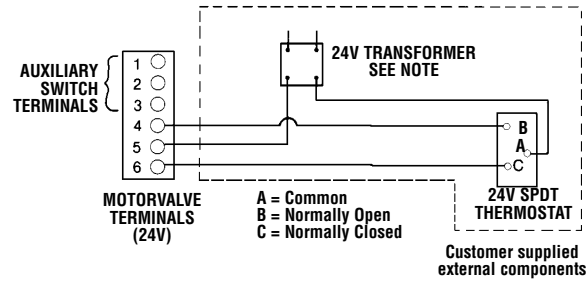 24V TRANSFORMER
SEE NOTE
AUXILIARY
SWITCH
TERMINALS
1
2
3
4
5
6
B
A
C
MOTORVALVE
TERMINALS
(24V)
A = Common
B = Normally Open
C = Normally Closed
24V SPDT
THERMOSTAT
Customer supplied
external components